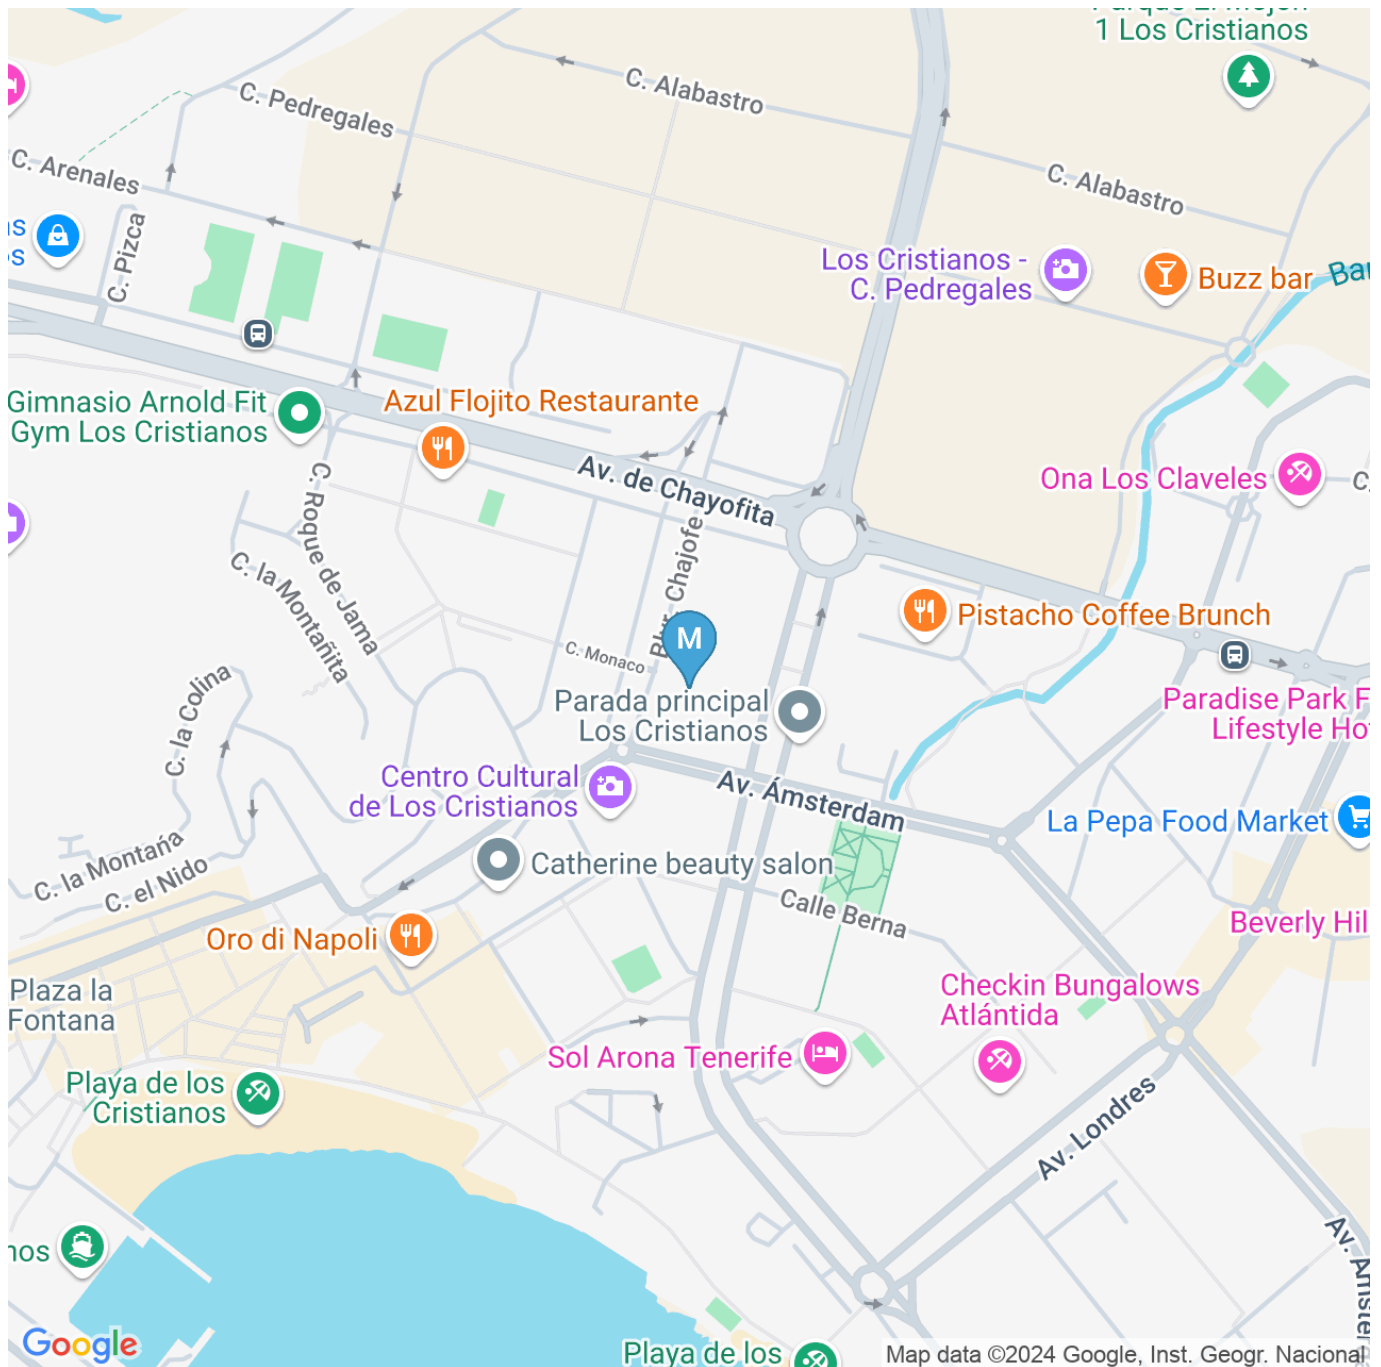 1 Los Cristianos
C. Alabastro
C. Pedregales
C. Arenales
C. Alabastro
C. Pizca
Los Cristianos -
C. Pedregales
Buzz bar
Gimnasio Arnold Fit
Gym Los Cristianos
Azul Flojito Restaurante
Av. de Chayofita
Ona Los Claveles
C. Roque de Jama
C. la Montañita
Chajofe
M
C. Monaco
Pistacho Coffee Brunch
C. la Colina
Parada principal
Los Cristianos
Paradise Park F
Lifestyle Ho
Centro Cultural
de Los Cristianos
Av. Ámsterdam
La Pepa Food Market
C. la Montaña
C. el Nido
Catherine beauty salon
Calle Berna
Oro di Napoli
Beverly Hil
Plaza la
Fontana
Checkin Bungalows
Atlántida
Sol Arona Tenerife
Playa de los
Cristianos
Av. Londres
nos
Google
Playa de los
Map data ©2024 Google, Inst. Geogr. Nacional